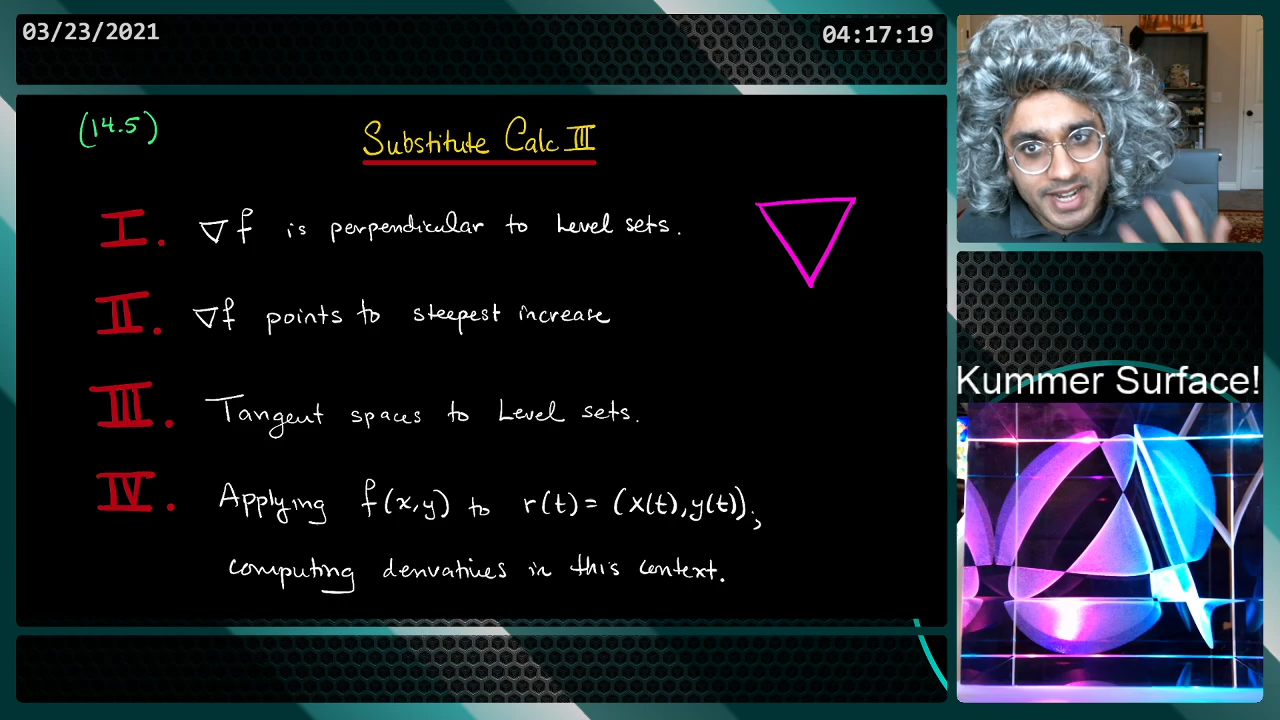 03/23/2021
04:17:19
(14.5)
Substitute Calc III
I. ∇f is perpendicular to Level sets.
II. ∇f points to steepest increase
III. Tangent spaces to Level sets.
IV. Applying f(x,y) to r(t) = (x(t), y(t));
computing derivatives in this context.
Kummer Surface!